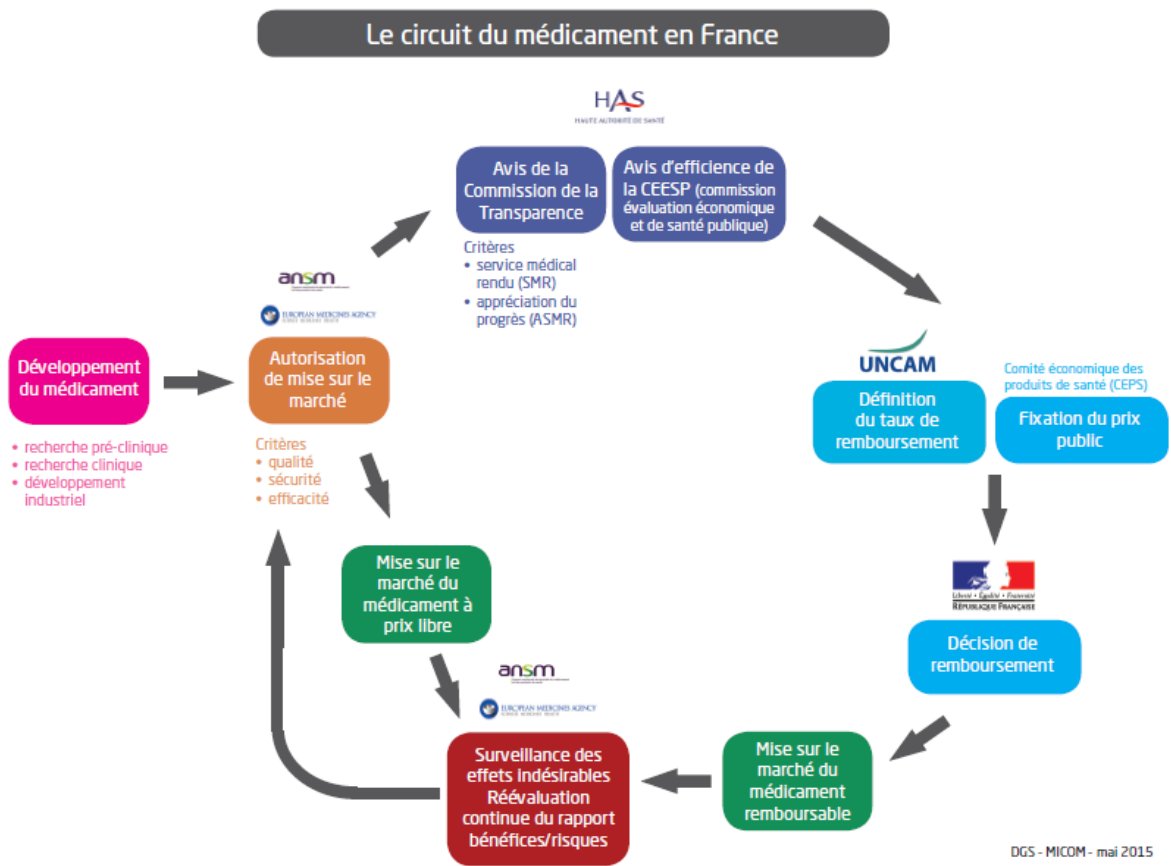 Le circuit du médicament en France
HAS
HAUTE AUTORITÉ DE SANTÉ
Avis de la
Commission de la
Transparence
Avis d'efficience de
la CEESP (commission
évaluation économique
et de santé publique)
Critères
• service médical
rendu (SMR)
• appréciation du
progrès (ASMR)
ansm
EUROPEAN MEDICINES AGENCY
SCIENCE MEDICINES HEALTH
Développement
du médicament
• recherche pré-clinique
• recherche clinique
• développement
industriel
Autorisation
de mise sur le
marché
Critères
• qualité
• sécurité
• efficacité
UNCAM
Définition
du taux de
remboursement
Comité économique des
produits de santé (CEPS)
Fixation du prix
public
Mise sur le
marché du
médicament à
prix libre
Liberté • Égalité • Fraternité
RÉPUBLIQUE FRANÇAISE
Décision de
remboursement
ansm
EUROPEAN MEDICINES AGENCY
SCIENCE MEDICINES HEALTH
Surveillance des
effets indésirables
Réévaluation
continue du rapport
bénéfices/risques
Mise sur le
marché du
médicament
remboursable
DGS - MICOM - mai 2015